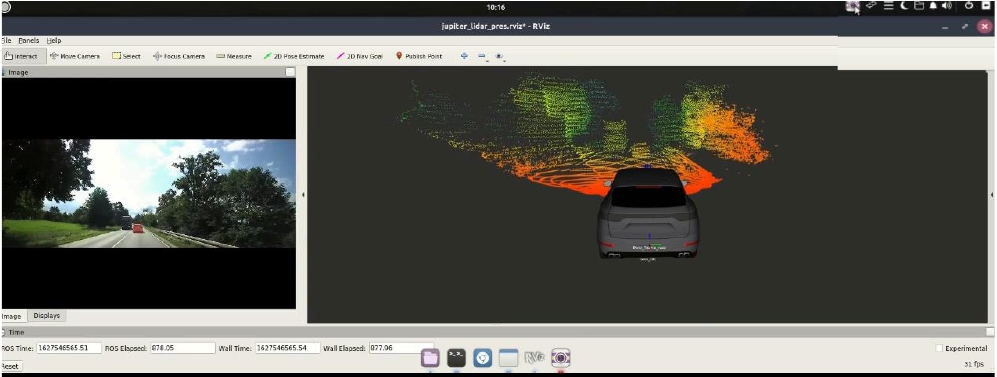 10:16
jupiter_lidar_pres.rviz* - RViz
File Panels Help
Interact Move Camera Select Focus Camera Measure 2D Pose Estimate 2D Nav Goal Publish Point
Image
Image Displays
Time
ROS Time: 1627546565.51 ROS Elapsed: 878.05 Wall Time: 1627546565.54 Wall Elapsed: 877.96
Experimental
Reset
31 fps